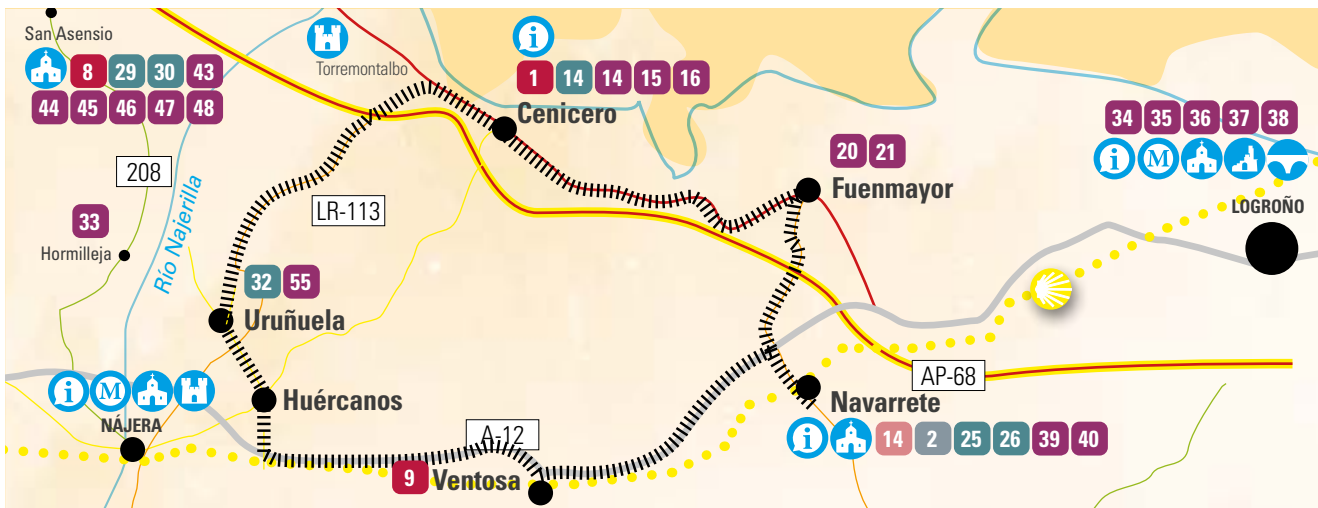 San Asensio
8 29 30 43
44 45 46 47 48
Torremontalbo
i
1 14 14 15 16
Cenicero
20 21
Fuenmayor
34 35 36 37 38
i M
LOGROÑO
208
33
Hormilleja
Río Najerilla
LR-113
32 55
Uruñuela
i M
NÁJERA
Huércanos
A-12
9 Ventosa
AP-68
Navarrete
i 14 2 25 26 39 40